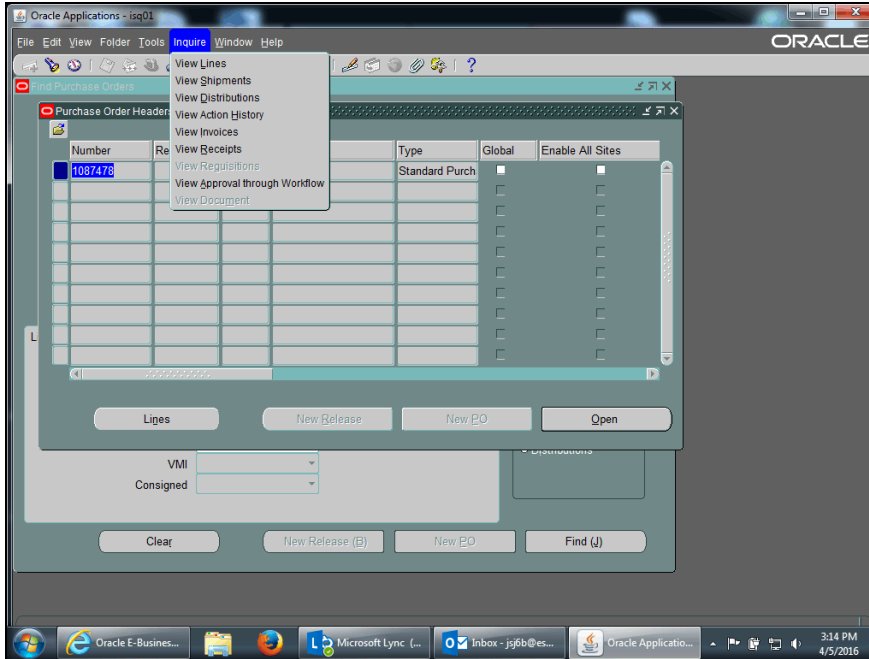 Oracle Applications - isq01
File Edit View Folder Tools Inquire Window Help
ORACLE
View Lines
View Shipments
View Distributions
View Action History
View Invoices
View Receipts
View Requisitions
View Approval through Workflow
View Document
Find Purchase Orders
Purchase Order Headers
Number Re Type Global Enable All Sites
1087478 Standard Purch
L
Lines New Release New PO Open
Distributions
VMI
Consigned
Clear New Release (B) New PO Find (J)
Oracle E-Busines... Microsoft Lync (... Inbox - jsj6b@es... Oracle Applicatio... 3:14 PM
4/5/2016